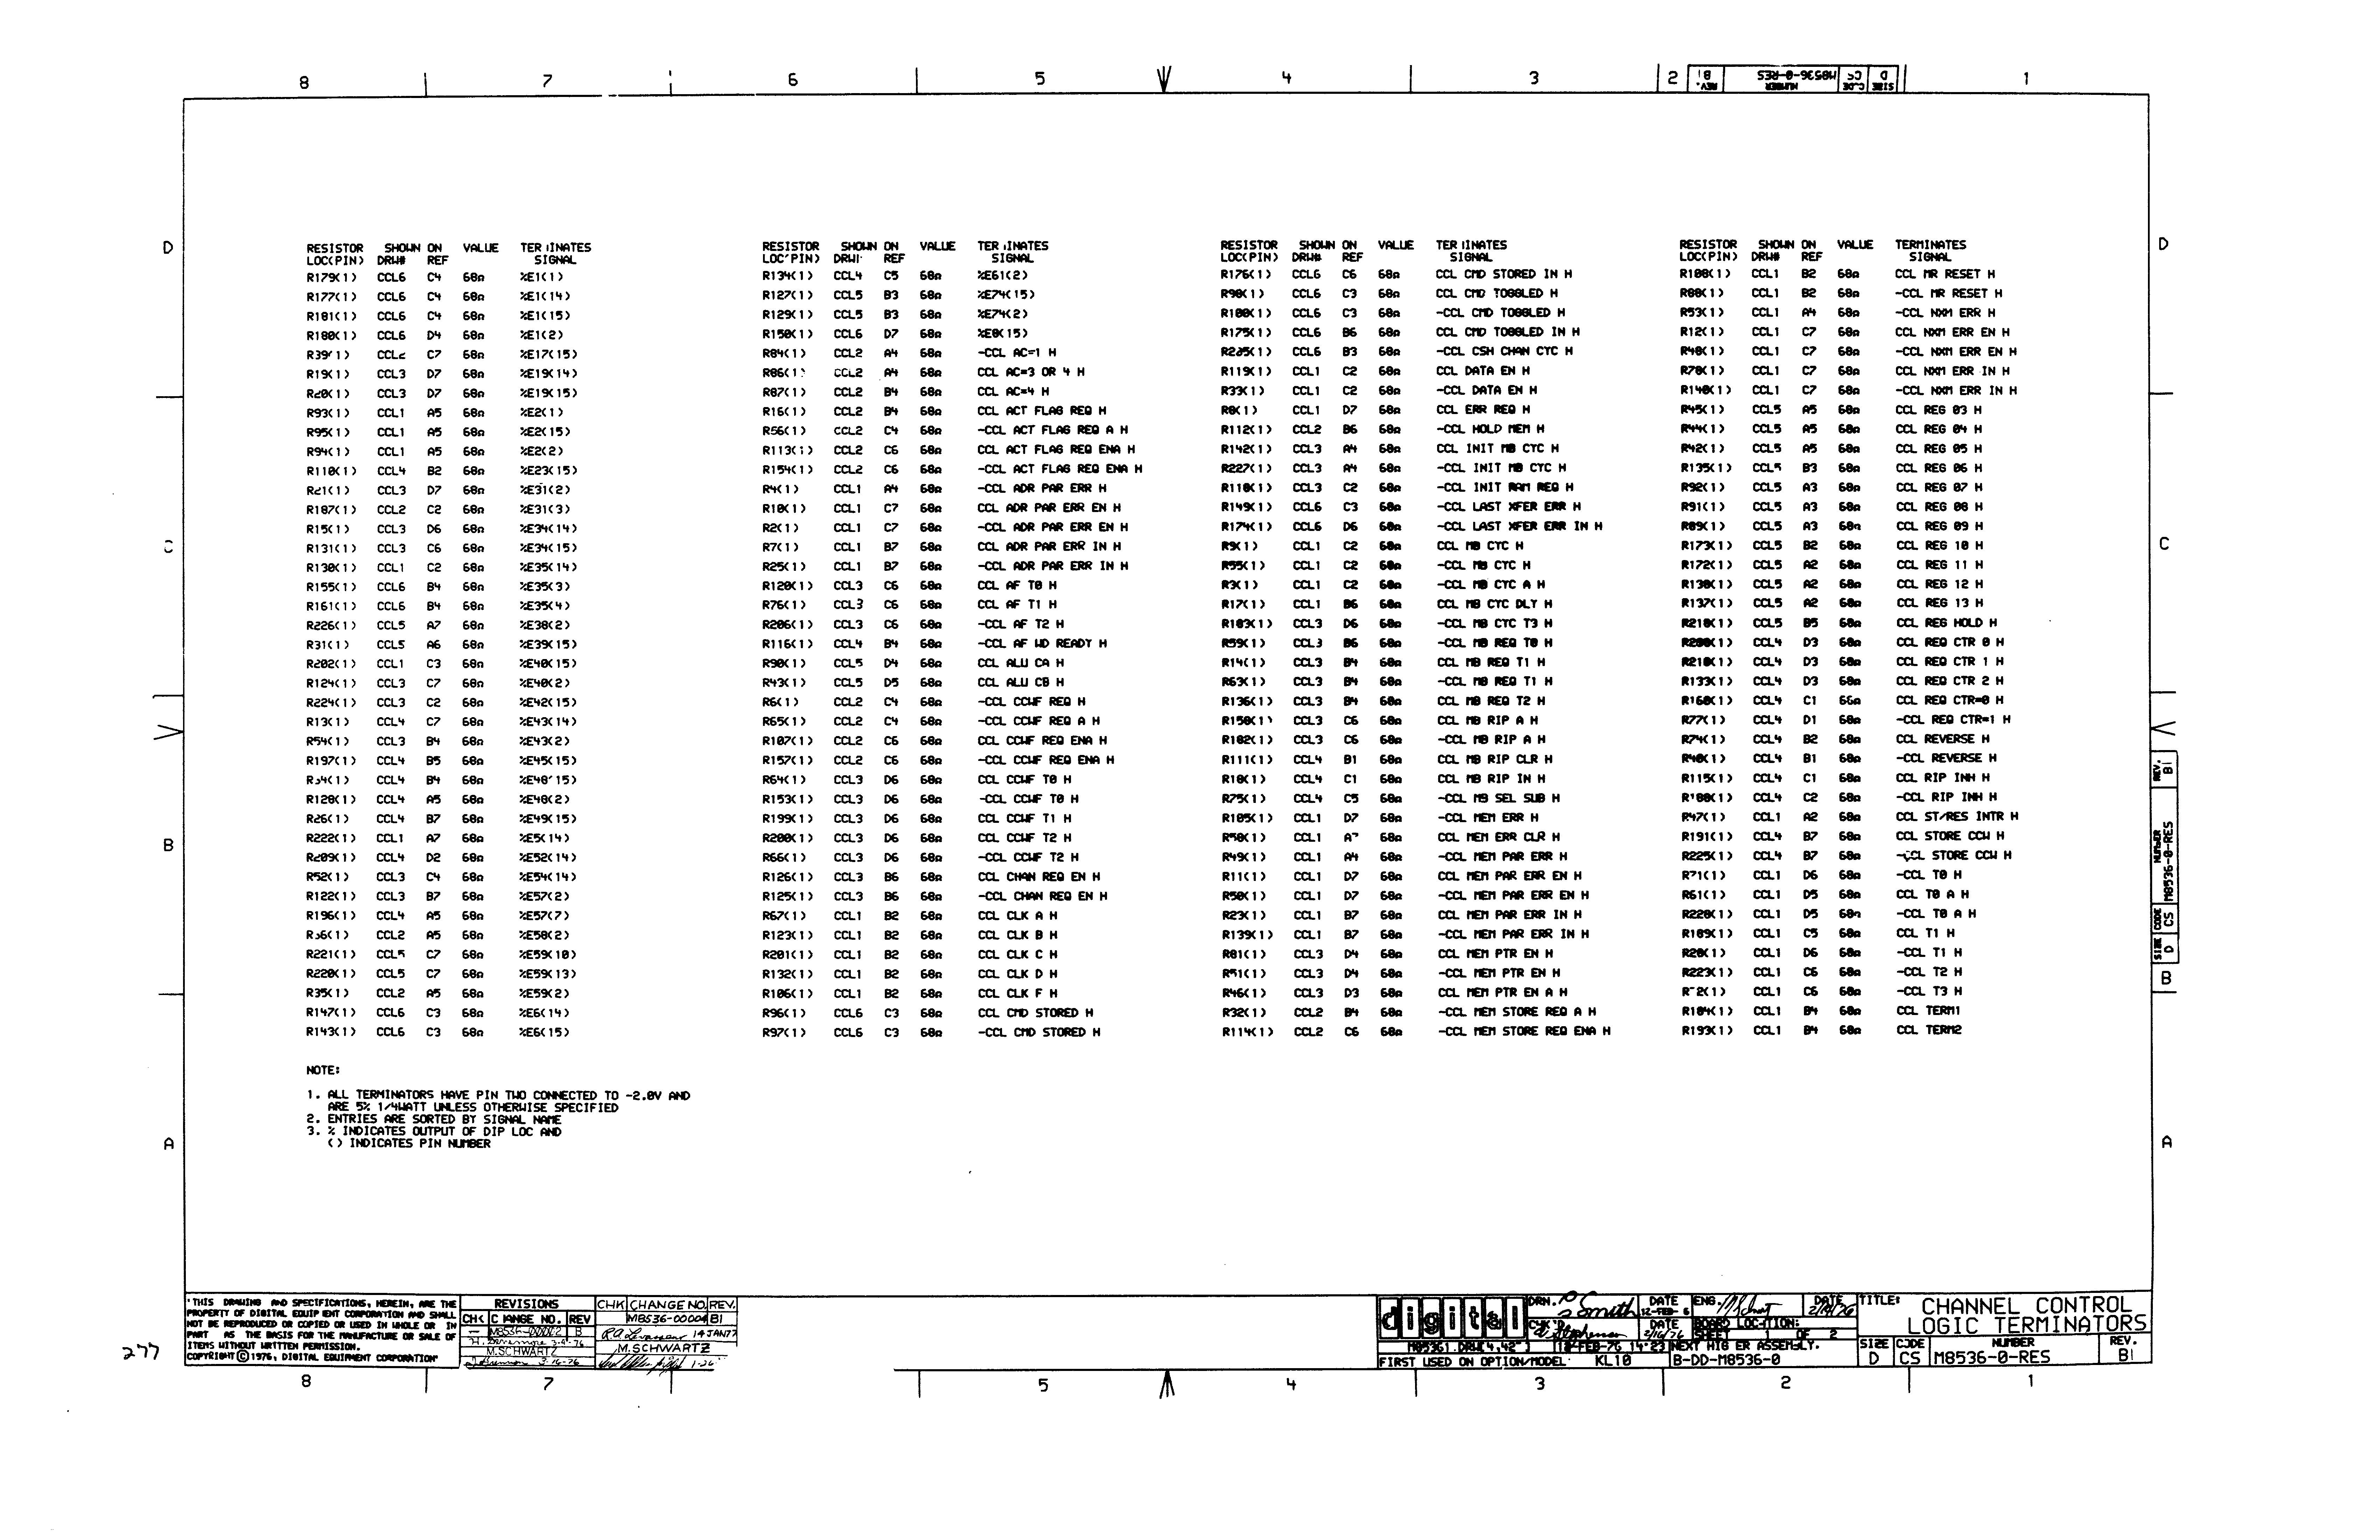 8 7 6 5 4 3 2 1
REV. B1 NUMBER M8536-0-RES CODE CS SIZE D
RESISTOR SHOWN ON VALUE TERMINATES
LOC(PIN) DRW# REF SIGNAL
R179(1) CCL6 C4 68Ω %E1(1)
R177(1) CCL6 C4 68Ω %E1(14)
R181(1) CCL6 C4 68Ω %E1(15)
R180(1) CCL6 D4 68Ω %E1(2)
R39(1) CCL2 C7 68Ω %E17(15)
R19(1) CCL3 D7 68Ω %E19(14)
R20(1) CCL3 D7 68Ω %E19(15)
R93(1) CCL1 A5 68Ω %E2(1)
R95(1) CCL1 A5 68Ω %E2(15)
R94(1) CCL1 A5 68Ω %E2(2)
R110(1) CCL4 B2 68Ω %E23(15)
R21(1) CCL3 D7 68Ω %E31(2)
R187(1) CCL2 C2 68Ω %E31(3)
R15(1) CCL3 D6 68Ω %E34(14)
R131(1) CCL3 C6 68Ω %E34(15)
R130(1) CCL1 C2 68Ω %E35(14)
R155(1) CCL6 B4 68Ω %E35(3)
R161(1) CCL6 B4 68Ω %E35(4)
R226(1) CCL5 A7 68Ω %E38(2)
R31(1) CCL5 A6 68Ω %E39(15)
R202(1) CCL1 C3 68Ω %E40(15)
R124(1) CCL3 C7 68Ω %E40(2)
R224(1) CCL3 C2 68Ω %E42(15)
R13(1) CCL4 C7 68Ω %E43(14)
R54(1) CCL3 B4 68Ω %E43(2)
R197(1) CCL4 B5 68Ω %E45(15)
R34(1) CCL4 B4 68Ω %E48(15)
R128(1) CCL4 A5 68Ω %E48(2)
R26(1) CCL4 B7 68Ω %E49(15)
R222(1) CCL1 A7 68Ω %E5(14)
R209(1) CCL4 D2 68Ω %E52(14)
R52(1) CCL3 C4 68Ω %E54(14)
R122(1) CCL3 B7 68Ω %E57(2)
R196(1) CCL4 A5 68Ω %E57(7)
R36(1) CCL2 A5 68Ω %E58(2)
R221(1) CCL5 C7 68Ω %E59(10)
R220(1) CCL5 C7 68Ω %E59(13)
R35(1) CCL2 A5 68Ω %E59(2)
R147(1) CCL6 C3 68Ω %E6(14)
R143(1) CCL6 C3 68Ω %E6(15)
RESISTOR SHOWN ON VALUE TERMINATES
LOC(PIN) DRW# REF SIGNAL
R134(1) CCL4 C5 68Ω %E61(2)
R127(1) CCL5 B3 68Ω %E74(15)
R129(1) CCL5 B3 68Ω %E74(2)
R150(1) CCL6 D7 68Ω %E8(15)
R84(1) CCL2 A4 68Ω -CCL AC=1 H
R86(1) CCL2 A4 68Ω CCL AC=3 OR 4 H
R87(1) CCL2 B4 68Ω CCL AC=4 H
R16(1) CCL2 B4 68Ω CCL ACT FLAG REQ H
R56(1) CCL2 C4 68Ω -CCL ACT FLAG REQ A H
R113(1) CCL2 C6 68Ω CCL ACT FLAG REQ ENA H
R154(1) CCL2 C6 68Ω -CCL ACT FLAG REQ ENA H
R4(1) CCL1 A4 68Ω -CCL ADR PAR ERR H
R10(1) CCL1 C7 68Ω CCL ADR PAR ERR EN H
R2(1) CCL1 C7 68Ω -CCL ADR PAR ERR EN H
R7(1) CCL1 B7 68Ω CCL ADR PAR ERR IN H
R25(1) CCL1 B7 68Ω -CCL ADR PAR ERR IN H
R120(1) CCL3 C6 68Ω CCL AF T0 H
R76(1) CCL3 C6 68Ω CCL AF T1 H
R206(1) CCL3 C6 68Ω -CCL AF T2 H
R116(1) CCL4 B4 68Ω -CCL AF WD READY H
R90(1) CCL5 D4 68Ω CCL ALU CA H
R43(1) CCL5 D5 68Ω CCL ALU CB H
R6(1) CCL2 C4 68Ω -CCL CCWF REQ H
R65(1) CCL2 C4 68Ω -CCL CCWF REQ A H
R107(1) CCL2 C6 68Ω CCL CCWF REQ ENA H
R157(1) CCL2 C6 68Ω -CCL CCWF REQ ENA H
R64(1) CCL3 D6 68Ω CCL CCWF T0 H
R153(1) CCL3 D6 68Ω -CCL CCWF T0 H
R199(1) CCL3 D6 68Ω CCL CCWF T1 H
R200(1) CCL3 D6 68Ω CCL CCWF T2 H
R66(1) CCL3 D6 68Ω -CCL CCWF T2 H
R126(1) CCL3 B6 68Ω CCL CHAN REQ EN H
R125(1) CCL3 B6 68Ω -CCL CHAN REQ EN H
R67(1) CCL1 B2 68Ω CCL CLK A H
R123(1) CCL1 B2 68Ω CCL CLK B H
R201(1) CCL1 B2 68Ω CCL CLK C H
R132(1) CCL1 B2 68Ω CCL CLK D H
R106(1) CCL1 B2 68Ω CCL CLK F H
R96(1) CCL6 C3 68Ω CCL CMD STORED H
R97(1) CCL6 C3 68Ω -CCL CMD STORED H
RESISTOR SHOWN ON VALUE TERMINATES
LOC(PIN) DRW# REF SIGNAL
R176(1) CCL6 C6 68Ω CCL CMD STORED IN H
R98(1) CCL6 C3 68Ω CCL CMD TOGGLED H
R100(1) CCL6 C3 68Ω -CCL CMD TOGGLED H
R175(1) CCL6 B6 68Ω CCL CMD TOGGLED IN H
R205(1) CCL6 B3 68Ω -CCL CSH CHAN CYC H
R119(1) CCL1 C2 68Ω CCL DATA EN H
R33(1) CCL1 C2 68Ω -CCL DATA EN H
R8(1) CCL1 D7 68Ω CCL ERR REQ H
R112(1) CCL2 B6 68Ω -CCL HOLD MEM H
R142(1) CCL3 A4 68Ω CCL INIT MB CYC H
R227(1) CCL3 A4 68Ω -CCL INIT MB CYC H
R118(1) CCL3 C2 68Ω -CCL INIT RAM REQ H
R149(1) CCL6 C3 68Ω -CCL LAST XFER ERR H
R174(1) CCL6 D6 68Ω -CCL LAST XFER ERR IN H
R9(1) CCL1 C2 68Ω CCL MB CYC H
R55(1) CCL1 C2 68Ω -CCL MB CYC H
R3(1) CCL1 C2 68Ω -CCL MB CYC A H
R17(1) CCL1 B6 68Ω CCL MB CYC DLY H
R103(1) CCL3 D6 68Ω -CCL MB CYC T3 H
R59(1) CCL3 B6 68Ω -CCL MB REQ T0 H
R14(1) CCL3 B4 68Ω CCL MB REQ T1 H
R63(1) CCL3 B4 68Ω -CCL MB REQ T1 H
R136(1) CCL3 B4 68Ω CCL MB REQ T2 H
R158(1) CCL3 C6 68Ω CCL MB RIP A H
R102(1) CCL3 C6 68Ω -CCL MB RIP A H
R111(1) CCL4 B1 68Ω CCL MB RIP CLR H
R18(1) CCL4 C1 68Ω CCL MB RIP IN H
R75(1) CCL4 C5 68Ω -CCL MB SEL SUB H
R105(1) CCL1 D7 68Ω -CCL MEM ERR H
R58(1) CCL1 A7 68Ω CCL MEM ERR CLR H
R49(1) CCL1 A4 68Ω -CCL MEM PAR ERR H
R11(1) CCL1 D7 68Ω CCL MEM PAR ERR EN H
R50(1) CCL1 D7 68Ω -CCL MEM PAR ERR EN H
R23(1) CCL1 B7 68Ω CCL MEM PAR ERR IN H
R139(1) CCL1 B7 68Ω -CCL MEM PAR ERR IN H
R81(1) CCL3 D4 68Ω CCL MEM PTR EN H
R51(1) CCL3 D4 68Ω -CCL MEM PTR EN H
R46(1) CCL3 D3 68Ω CCL MEM PTR EN A H
R32(1) CCL2 B4 68Ω -CCL MEM STORE REQ A H
R114(1) CCL2 C6 68Ω -CCL MEM STORE REQ ENA H
RESISTOR SHOWN ON VALUE TERMINATES
LOC(PIN) DRW# REF SIGNAL
R108(1) CCL1 B2 68Ω CCL MR RESET H
R88(1) CCL1 B2 68Ω -CCL MR RESET H
R53(1) CCL1 A4 68Ω -CCL NXM ERR H
R12(1) CCL1 C7 68Ω CCL NXM ERR EN H
R48(1) CCL1 C7 68Ω -CCL NXM ERR EN H
R78(1) CCL1 C7 68Ω CCL NXM ERR IN H
R140(1) CCL1 C7 68Ω -CCL NXM ERR IN H
R45(1) CCL5 A5 68Ω CCL REG 03 H
R44(1) CCL5 A5 68Ω CCL REG 04 H
R42(1) CCL5 A5 68Ω CCL REG 05 H
R135(1) CCL5 B3 68Ω CCL REG 06 H
R92(1) CCL5 A3 68Ω CCL REG 07 H
R91(1) CCL5 A3 68Ω CCL REG 08 H
R89(1) CCL5 A3 68Ω CCL REG 09 H
R173(1) CCL5 B2 68Ω CCL REG 10 H
R172(1) CCL5 A2 68Ω CCL REG 11 H
R138(1) CCL5 A2 68Ω CCL REG 12 H
R137(1) CCL5 A2 68Ω CCL REG 13 H
R218(1) CCL5 B5 68Ω CCL REG HOLD H
CCL4 D3 68Ω CCL REQ CTR 0 H
R210(1) CCL4 D3 68Ω CCL REQ CTR 1 H
R133(1) CCL4 D3 68Ω CCL REQ CTR 2 H
R160(1) CCL4 C1 68Ω CCL REQ CTR=0 H
R77(1) CCL4 D1 68Ω -CCL REQ CTR=1 H
R74(1) CCL4 B2 68Ω CCL REVERSE H
R40(1) CCL4 B1 68Ω -CCL REVERSE H
R115(1) CCL4 C1 68Ω CCL RIP INH H
CCL4 C2 68Ω -CCL RIP INH H
R47(1) CCL1 A2 68Ω CCL ST/RES INTR H
R191(1) CCL4 B7 68Ω CCL STORE CCW H
R225(1) CCL4 B7 68Ω -CCL STORE CCW H
R71(1) CCL1 D6 68Ω -CCL T0 H
R61(1) CCL1 D5 68Ω CCL T0 A H
R228(1) CCL1 D5 68Ω -CCL T0 A H
R109(1) CCL1 C5 68Ω CCL T1 H
R28(1) CCL1 D6 68Ω -CCL T1 H
R223(1) CCL1 C6 68Ω -CCL T2 H
CCL1 C6 68Ω -CCL T3 H
R104(1) CCL1 B4 68Ω CCL TERM1
R193(1) CCL1 B4 68Ω CCL TERM2
NOTE:
1. ALL TERMINATORS HAVE PIN TWO CONNECTED TO -2.0V AND
ARE 5% 1/4WATT UNLESS OTHERWISE SPECIFIED
2. ENTRIES ARE SORTED BY SIGNAL NAME
3. % INDICATES OUTPUT OF DIP LOC AND
() INDICATES PIN NUMBER
D C B A
D C B A
SIZE D CODE CS NUMBER M8536-0-RES REV. B1
"THIS DRAWING AND SPECIFICATIONS, HEREIN, ARE THE
PROPERTY OF DIGITAL EQUIPMENT CORPORATION AND SHALL
NOT BE REPRODUCED OR COPIED OR USED IN WHOLE OR IN
PART AS THE BASIS FOR THE MANUFACTURE OR SALE OF
ITEMS WITHOUT WRITTEN PERMISSION.
COPYRIGHT © 1976, DIGITAL EQUIPMENT CORPORATION"
REVISIONS
CHK CHANGE NO. REV
M8536-00002 B
M.SCHWARTZ
3-16-76
CHK CHANGE NO. REV.
M8536-00004 B1
14 JAN 77
M.SCHWARTZ
digital
DRN. Smith DATE 12-FEB-6
CHK'D DATE 2/16/76
ENG. DATE
BOARD LOCATION:
SHEET 1 OF 2
M85361.DRW[4,42] 12-FEB-76 14:23
NEXT HIGHER ASSEMBLY.
FIRST USED ON OPTION/MODEL: KL10
B-DD-M8536-0
TITLE: CHANNEL CONTROL
LOGIC TERMINATORS
SIZE CODE NUMBER REV.
D CS M8536-0-RES B1
277
8 7 5 4 3 2 1